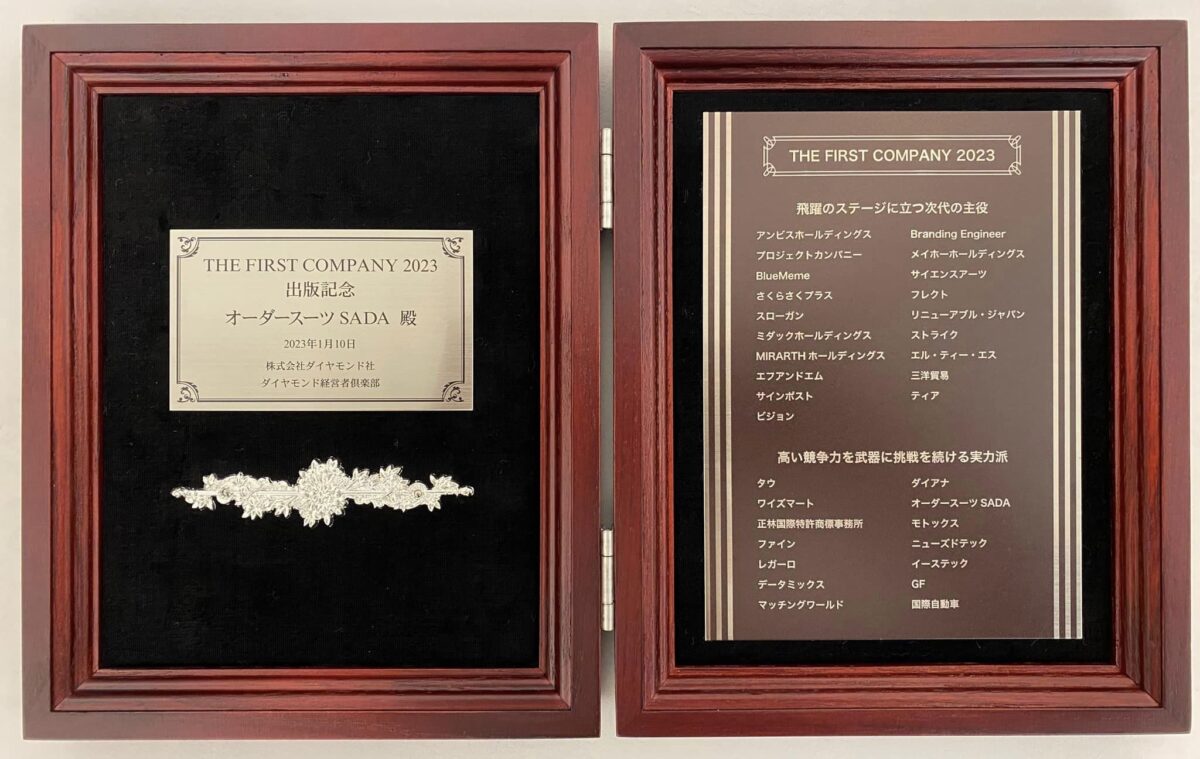 THE FIRST COMPANY 2023
出版記念
オーダースーツ SADA 殿
2023年1月10日
株式会社ダイヤモンド社
ダイヤモンド経営者倶楽部
THE FIRST COMPANY 2023
飛躍のステージに立つ次代の主役
アンビスホールディングス
プロジェクトカンパニー
BlueMeme
さくらさくプラス
スローガン
ミダックホールディングス
MIRARTH ホールディングス
エフアンドエム
サインポスト
ビジョン
Branding Engineer
メイホーホールディングス
サイエンスアーツ
フレクト
リニューアブル・ジャパン
ストライク
エル・ティー・エス
三洋貿易
ティア
高い競争力を武器に挑戦を続ける実力派
タウ
ワイズマート
正林国際特許商標事務所
ファイン
レガーロ
データミックス
マッチングワールド
ダイアナ
オーダースーツ SADA
モトックス
ニューズドテック
イーステック
GF
国際自動車